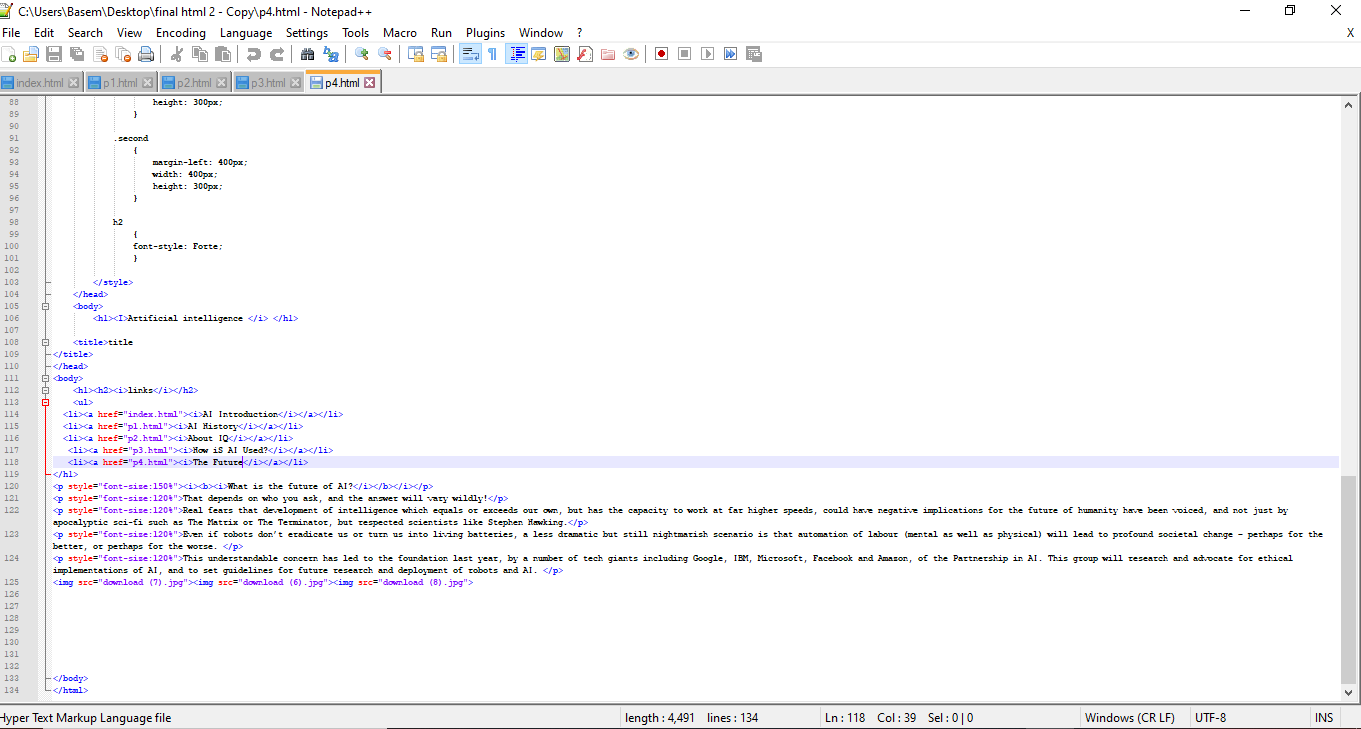 C:\Users\Basem\Desktop\final html 2 - Copy\p4.html - Notepad++
File Edit Search View Encoding Language Settings Tools Macro Run Plugins Window ? X
index.html p1.html p2.html p3.html p4.html
88 height: 300px;
89 }
90
91 .second
92 {
93 margin-left: 400px;
94 width: 400px;
95 height: 300px;
96 }
97
98 h2
99 {
100 font-style: Forte;
101 }
102
103 </style>
104 </head>
105 <body>
106 <h1><I>Artificial intelligence </i> </h1>
107
108 <title>title
109 </title>
110 </head>
111 <body>
112 <h1><h2><i>links</i></h2>
113 <ul>
114 <li><a href="index.html"><i>AI Introduction</i></a></li>
115 <li><a href="p1.html"><i>AI History</i></a></li>
116 <li><a href="p2.html"><i>About IQ</i></a></li>
117 <li><a href="p3.html"><i>How iS AI Used?</i></a></li>
118 <li><a href="p4.html"><i>The Future</i></a></li>
119 </h1>
120 <p style="font-size:150%"><i><b><i>What is the future of AI?</i></b></i></p>
121 <p style="font-size:120%">That depends on who you ask, and the answer will vary wildly!</p>
122 <p style="font-size:120%">Real fears that development of intelligence which equals or exceeds our own, but has the capacity to work at far higher speeds, could have negative implications for the future of humanity have been voiced, and not just by
apocalyptic sci-fi such as The Matrix or The Terminator, but respected scientists like Stephen Hawking.</p>
123 <p style="font-size:120%">Even if robots don't eradicate us or turn us into living batteries, a less dramatic but still nightmarish scenario is that automation of labour (mental as well as physical) will lead to profound societal change – perhaps for the
better, or perhaps for the worse. </p>
124 <p style="font-size:120%">This understandable concern has led to the foundation last year, by a number of tech giants including Google, IBM, Microsoft, Facebook and Amazon, of the Partnership in AI. This group will research and advocate for ethical
implementations of AI, and to set guidelines for future research and deployment of robots and AI. </p>
125 <img src="download (7).jpg"><img src="download (6).jpg"><img src="download (8).jpg">
126
127
128
129
130
131
132
133 </body>
134 </html>
Hyper Text Markup Language file length : 4,491 lines : 134 Ln : 118 Col : 39 Sel : 0 | 0 Windows (CR LF) UTF-8 INS